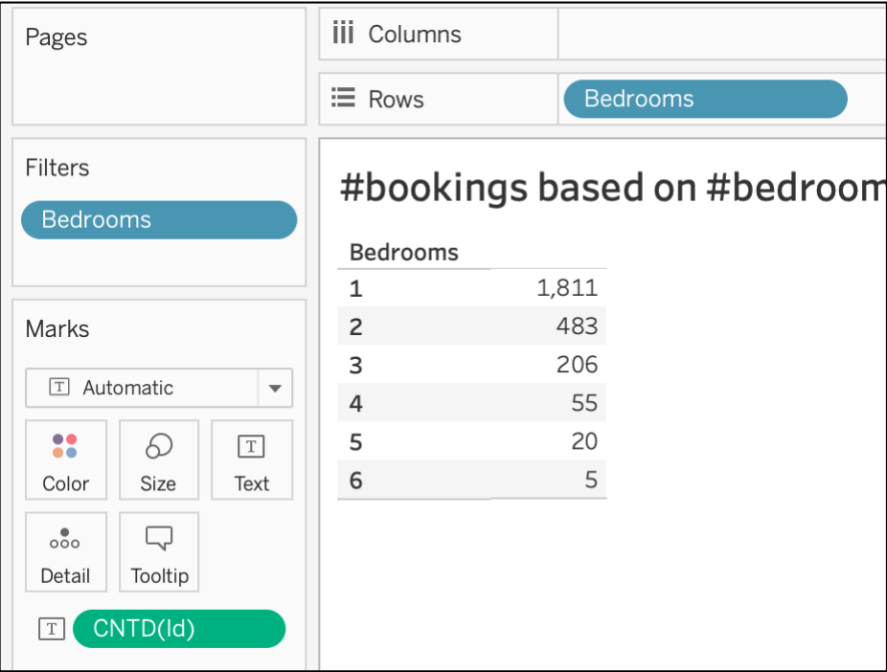 Pages
Columns
Rows Bedrooms
Filters
Bedrooms
#bookings based on #bedroom
Bedrooms
1 1,811
2 483
3 206
4 55
5 20
6 5
Marks
T Automatic
Color Size T Text
Detail Tooltip
T CNTD(Id)